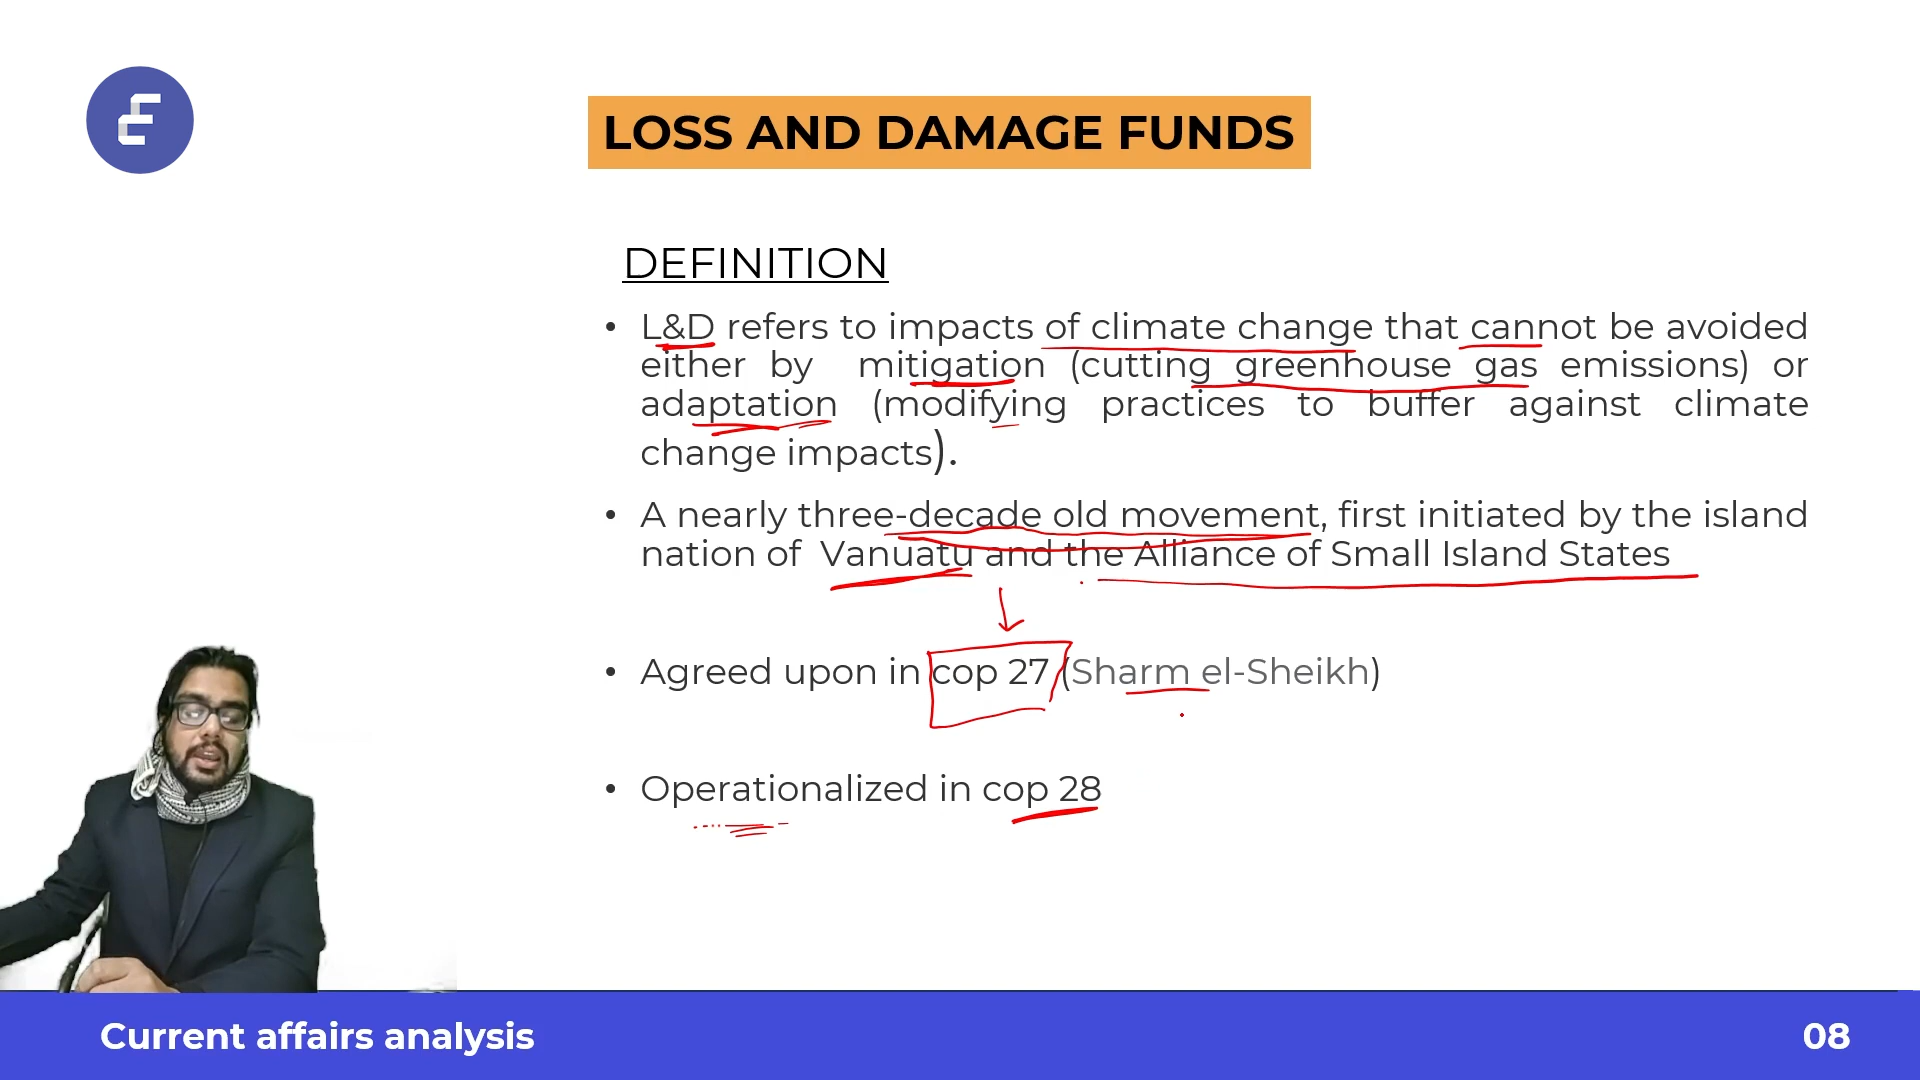 LOSS AND DAMAGE FUNDS
DEFINITION
• L&D refers to impacts of climate change that cannot be avoided
either by mitigation (cutting greenhouse gas emissions) or
adaptation (modifying practices to buffer against climate
change impacts).
• A nearly three-decade old movement, first initiated by the island
nation of Vanuatu and the Alliance of Small Island States
• Agreed upon in cop 27 (Sharm el-Sheikh)
• Operationalized in cop 28
Current affairs analysis
08